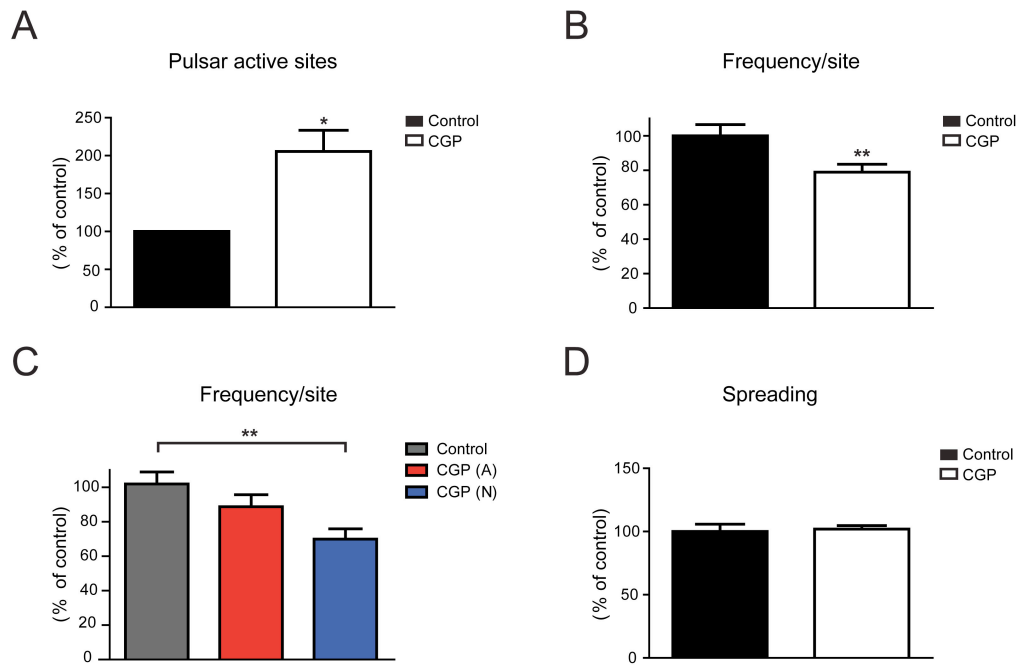 A
Pulsar active sites
*
250
200
150
100
50
0
(% of control)
Control
CGP
B
Frequency/site
**
100
80
60
40
20
0
(% of control)
Control
CGP
C
Frequency/site
**
100
80
60
40
20
0
(% of control)
Control
CGP (A)
CGP (N)
D
Spreading
150
100
50
0
(% of control)
Control
CGP